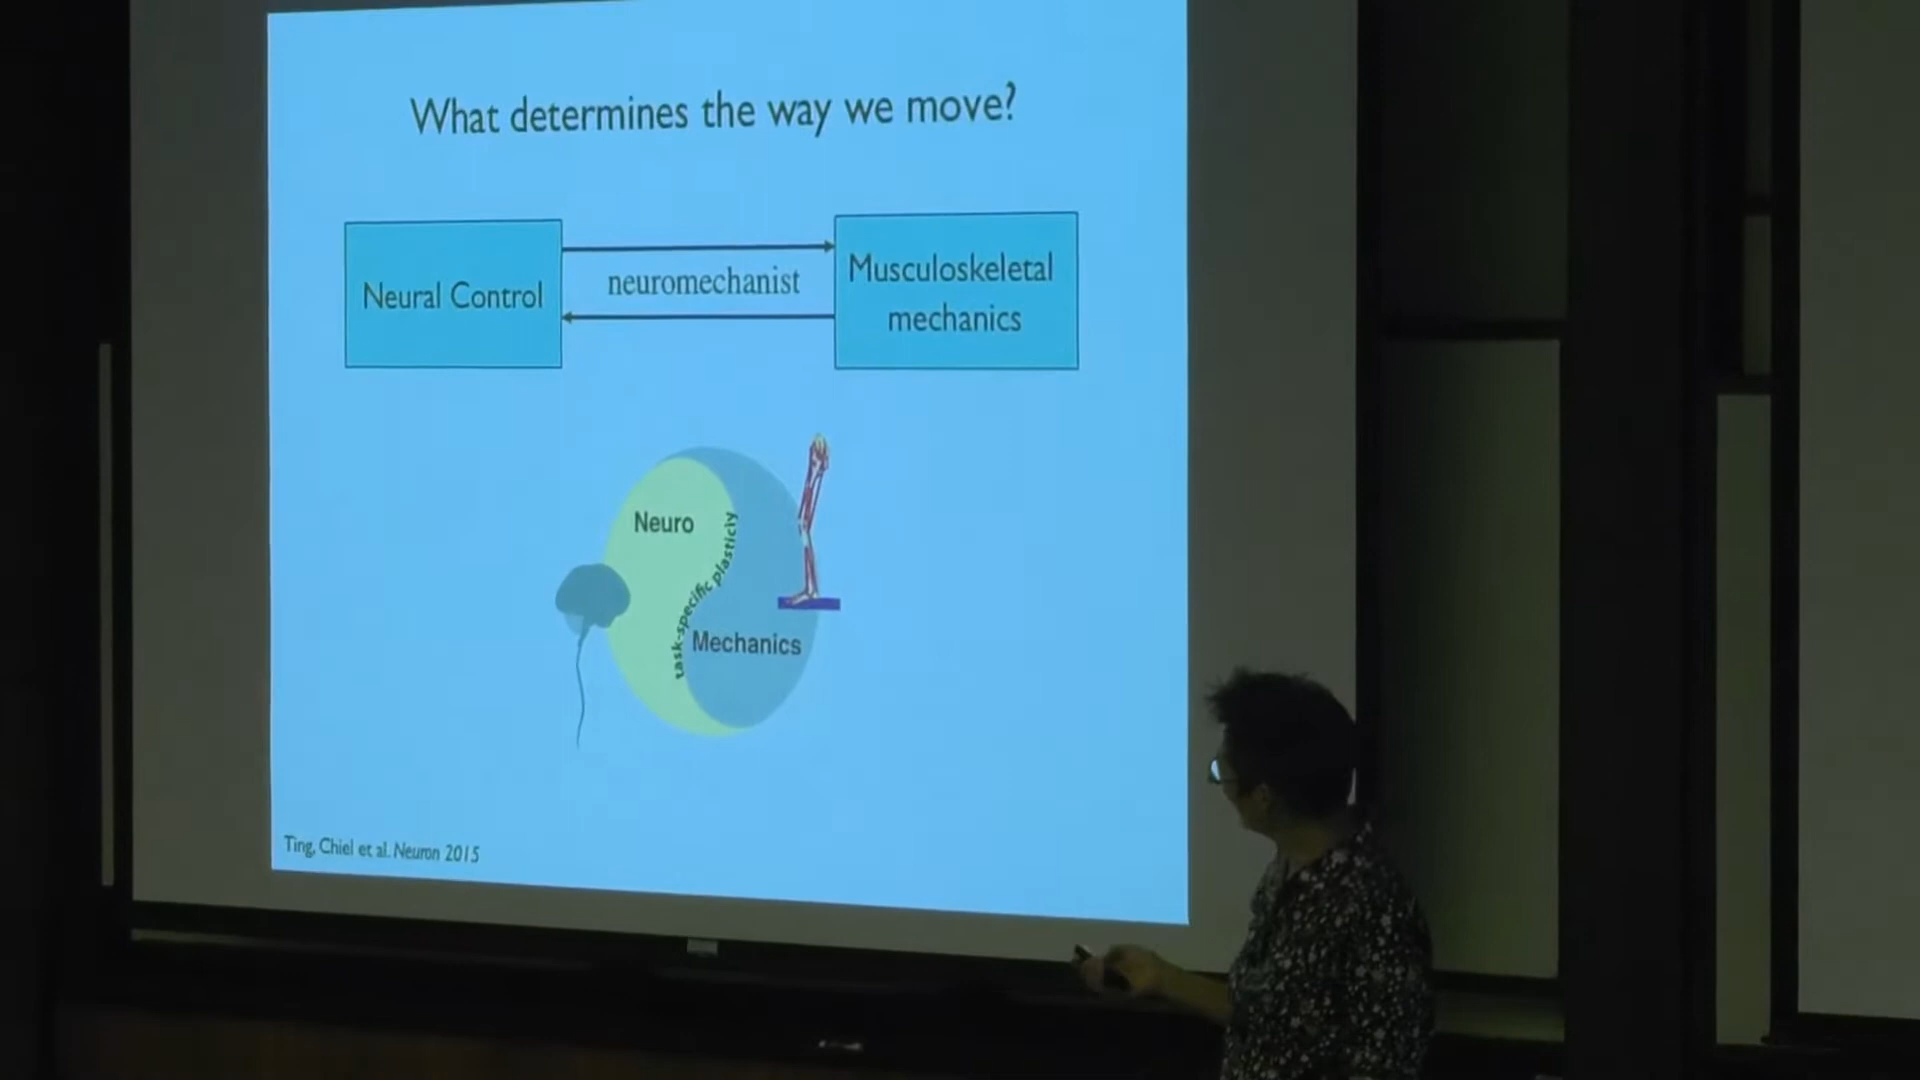 What determines the way we move?
Neural Control
neuromechanist
Musculoskeletal
mechanics
Neuro
task-specific plasticiy
Mechanics
Ting, Chiel et al. Neuron 2015